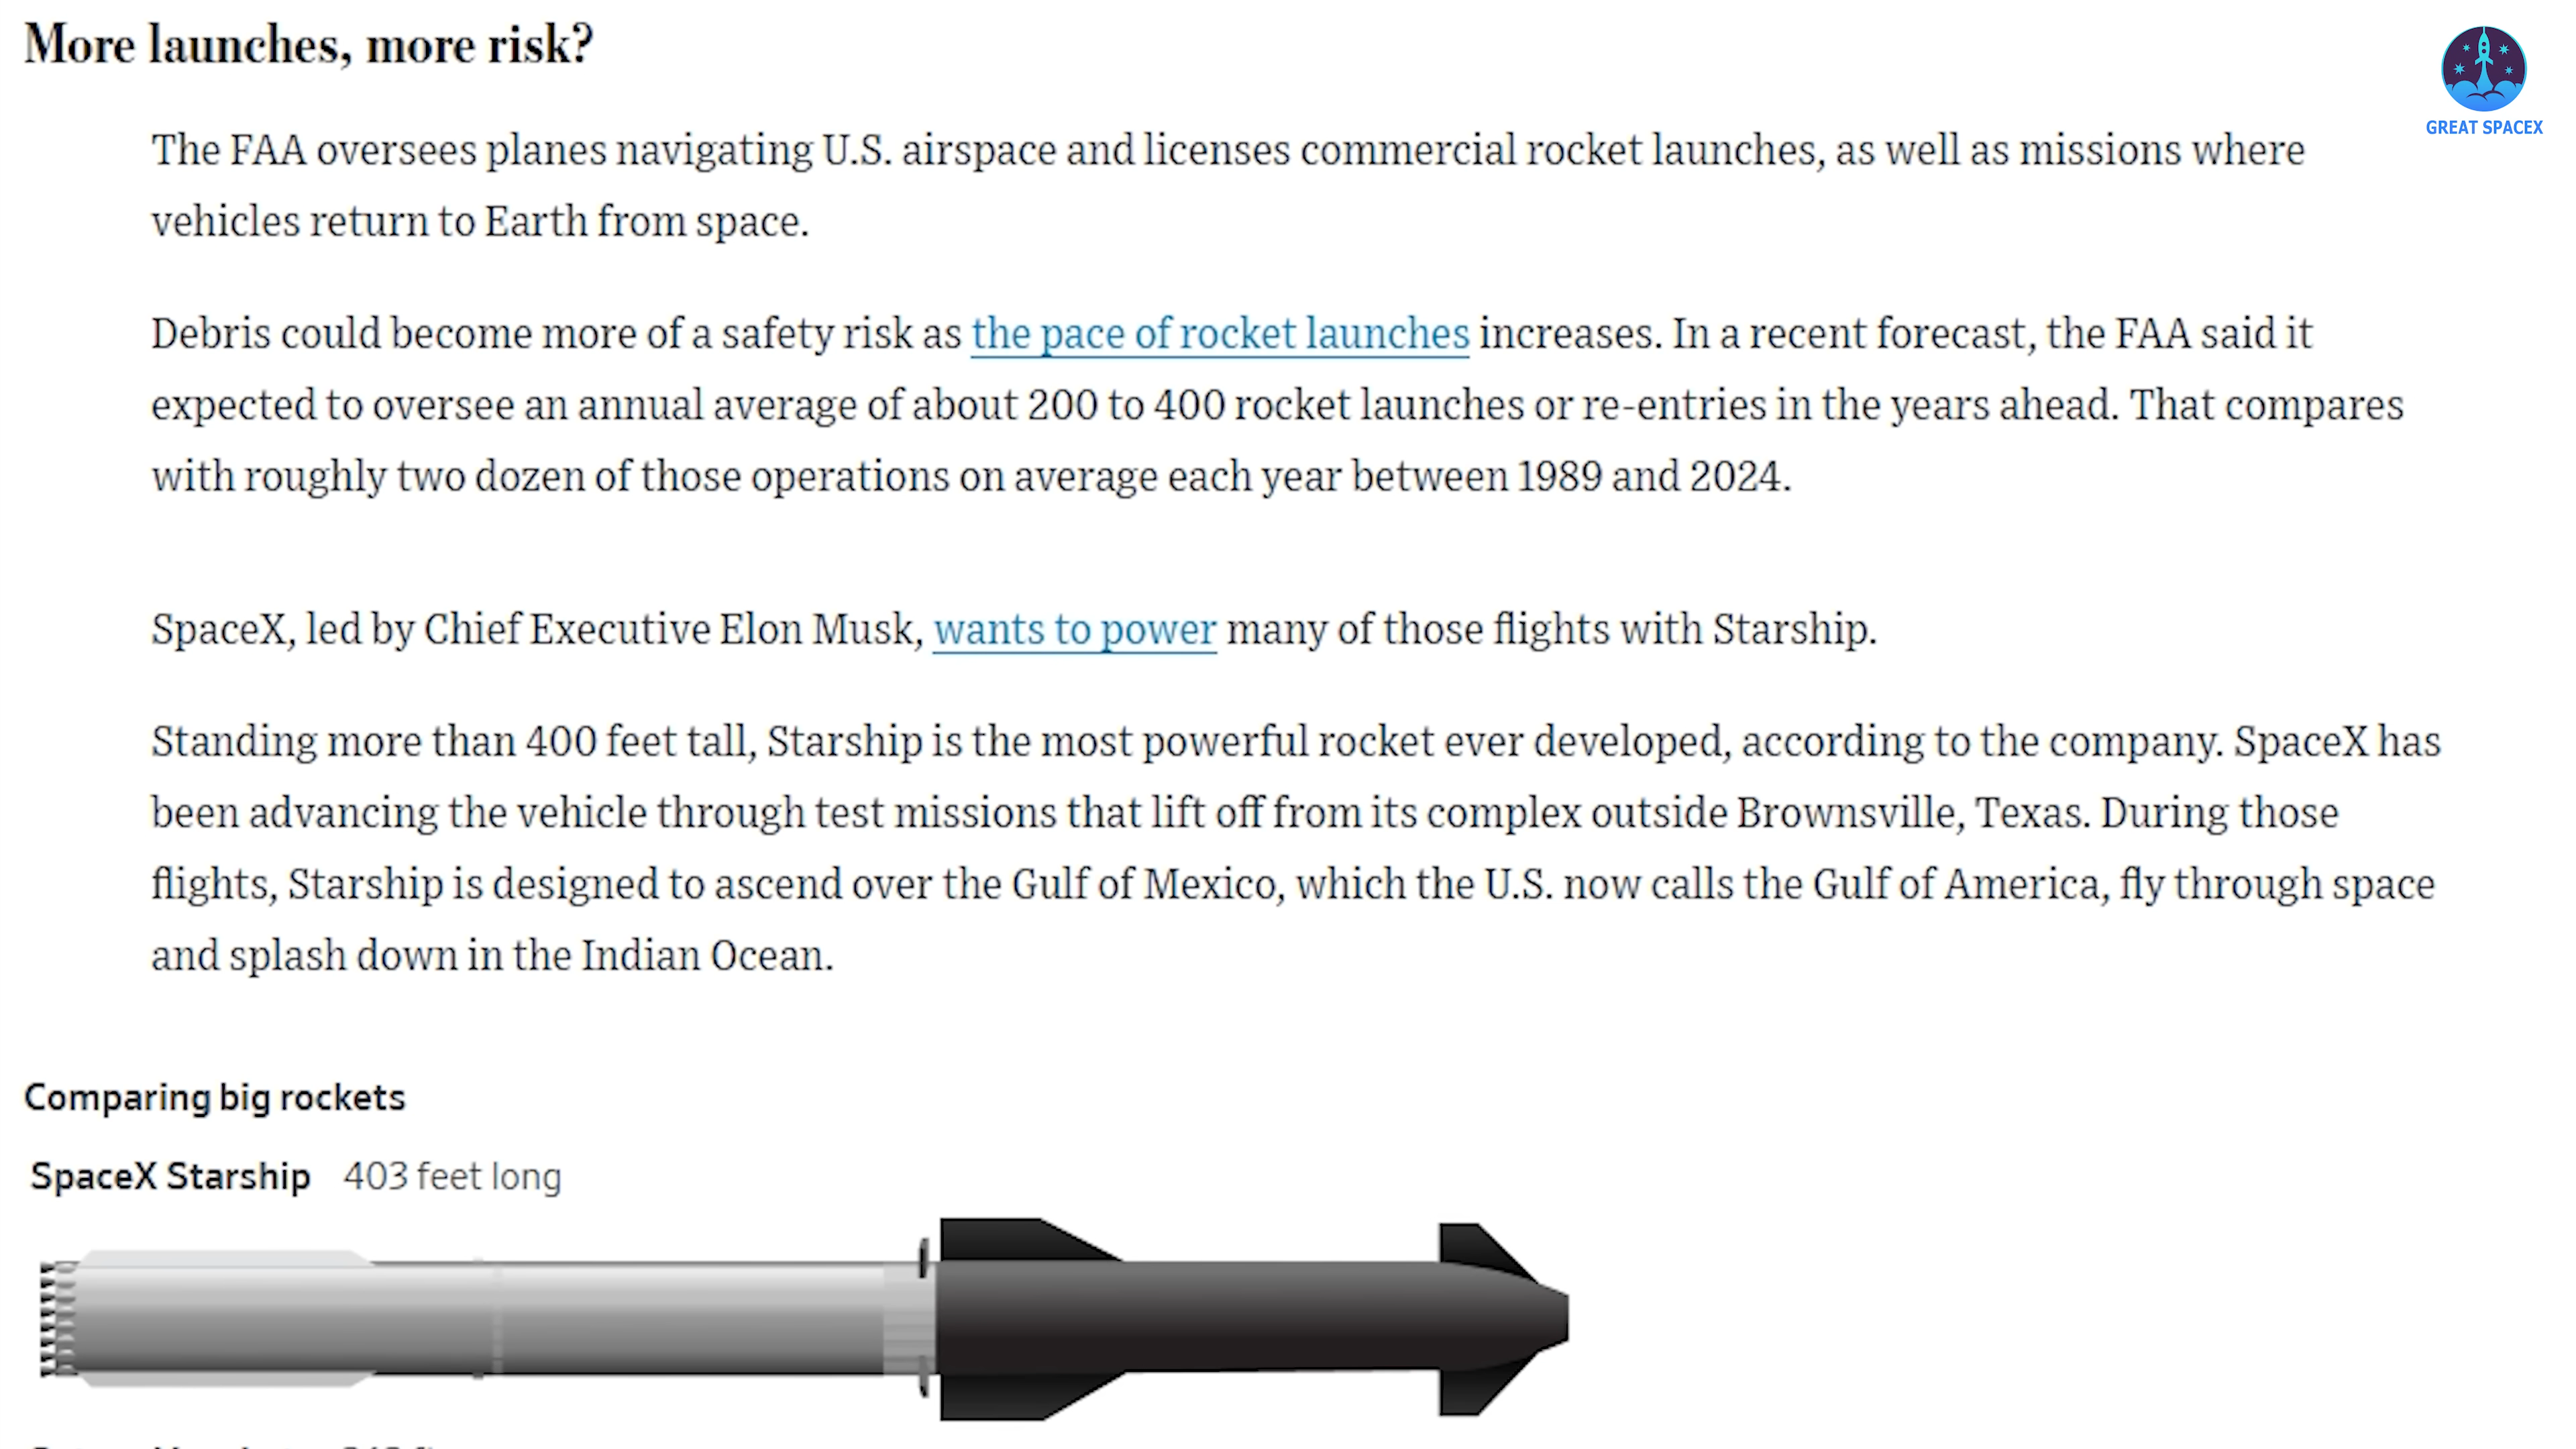 More launches, more risk?
GREAT SPACEX
The FAA oversees planes navigating U.S. airspace and licenses commercial rocket launches, as well as missions where
vehicles return to Earth from space.
Debris could become more of a safety risk as the pace of rocket launches increases. In a recent forecast, the FAA said it
expected to oversee an annual average of about 200 to 400 rocket launches or re-entries in the years ahead. That compares
with roughly two dozen of those operations on average each year between 1989 and 2024.
SpaceX, led by Chief Executive Elon Musk, wants to power many of those flights with Starship.
Standing more than 400 feet tall, Starship is the most powerful rocket ever developed, according to the company. SpaceX has
been advancing the vehicle through test missions that lift off from its complex outside Brownsville, Texas. During those
flights, Starship is designed to ascend over the Gulf of Mexico, which the U.S. now calls the Gulf of America, fly through space
and splash down in the Indian Ocean.
Comparing big rockets
SpaceX Starship 403 feet long